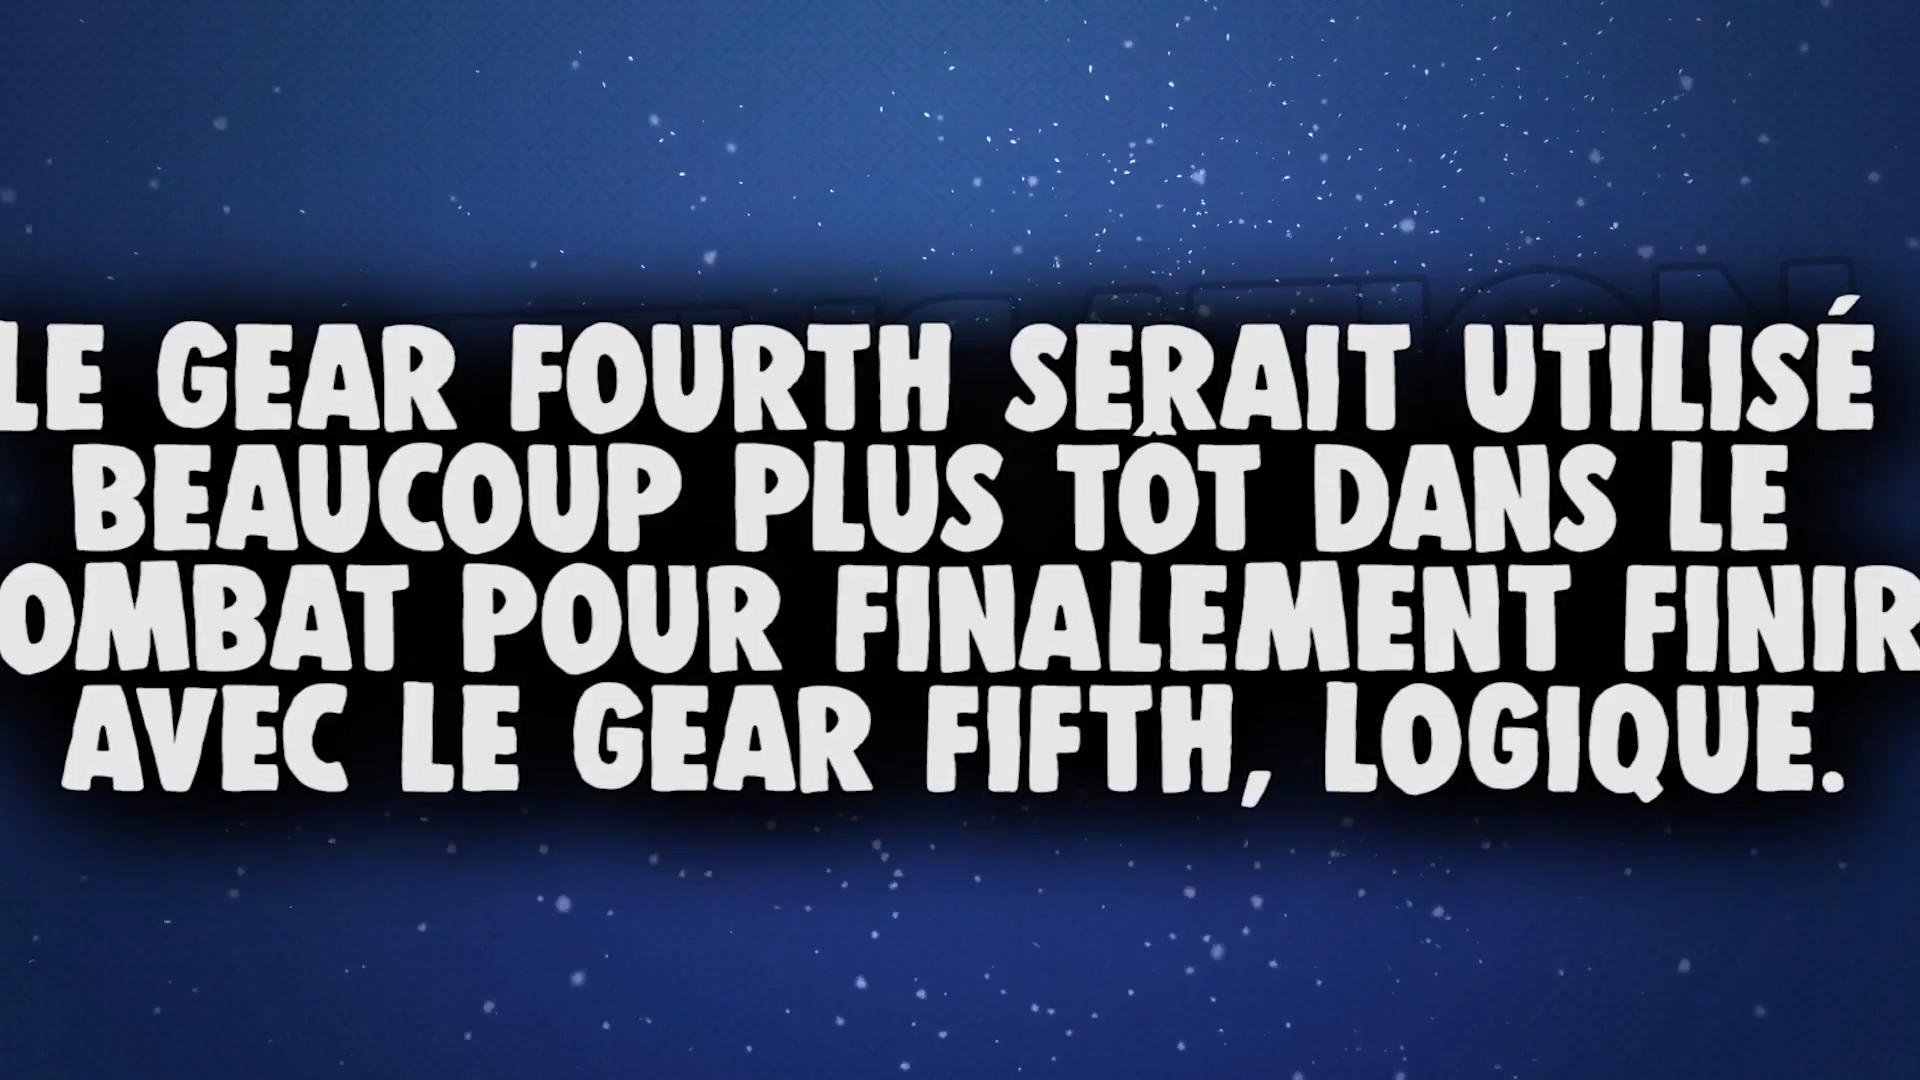 LE GEAR FOURTH SERAIT UTILISÉ
BEAUCOUP PLUS TÔT DANS LE
OMBAT POUR FINALEMENT FINIR
AVEC LE GEAR FIFTH, LOGIQUE.